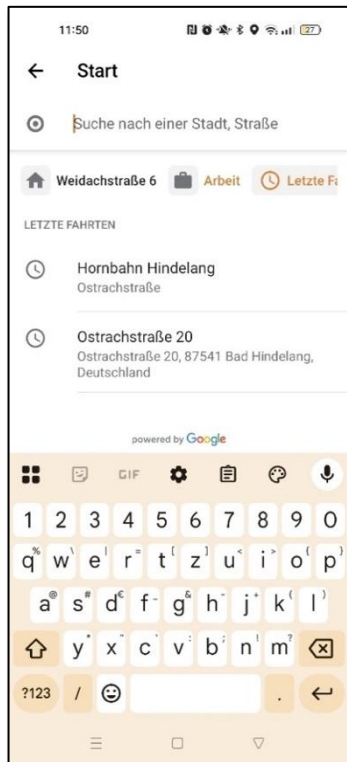 11:50 27
Start
Suche nach einer Stadt, Straße
Weidachstraße 6 Arbeit Letzte Fa
LETZTE FAHRTEN
Hornbahn Hindelang
Ostrachstraße
Ostrachstraße 20
Ostrachstraße 20, 87541 Bad Hindelang,
Deutschland
powered by Google
GIF
1 2 3 4 5 6 7 8 9 0
q% w\ e| r= t[ z] u< i> o{ p}
a@ s# d€ f- g& h- j+ k( l)
y* x" c' v: b; n! m?
?123 / .